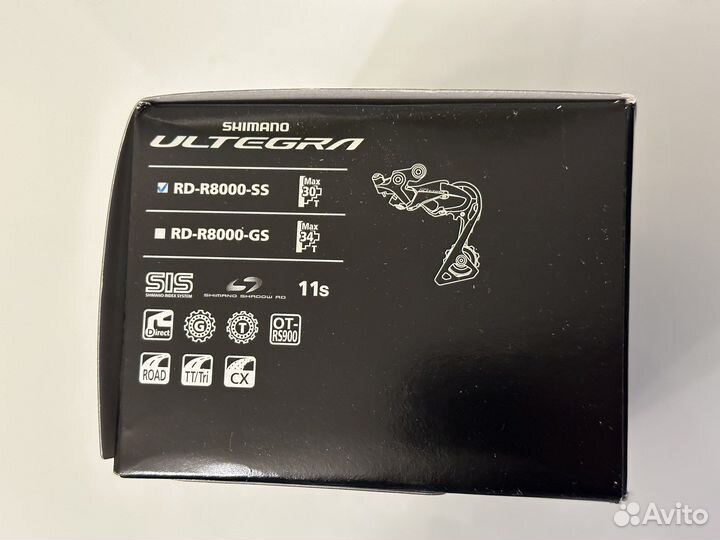 SHIMANO
ULTEGRA
RD-R8000-SS Max 30T
RD-R8000-GS Max 34T
SIS
SHIMANO INDEX SYSTEM
SHIMANO SHADOW RD
11s
Direct G T OT-RS900
ROAD TT/Tri CX
Avito